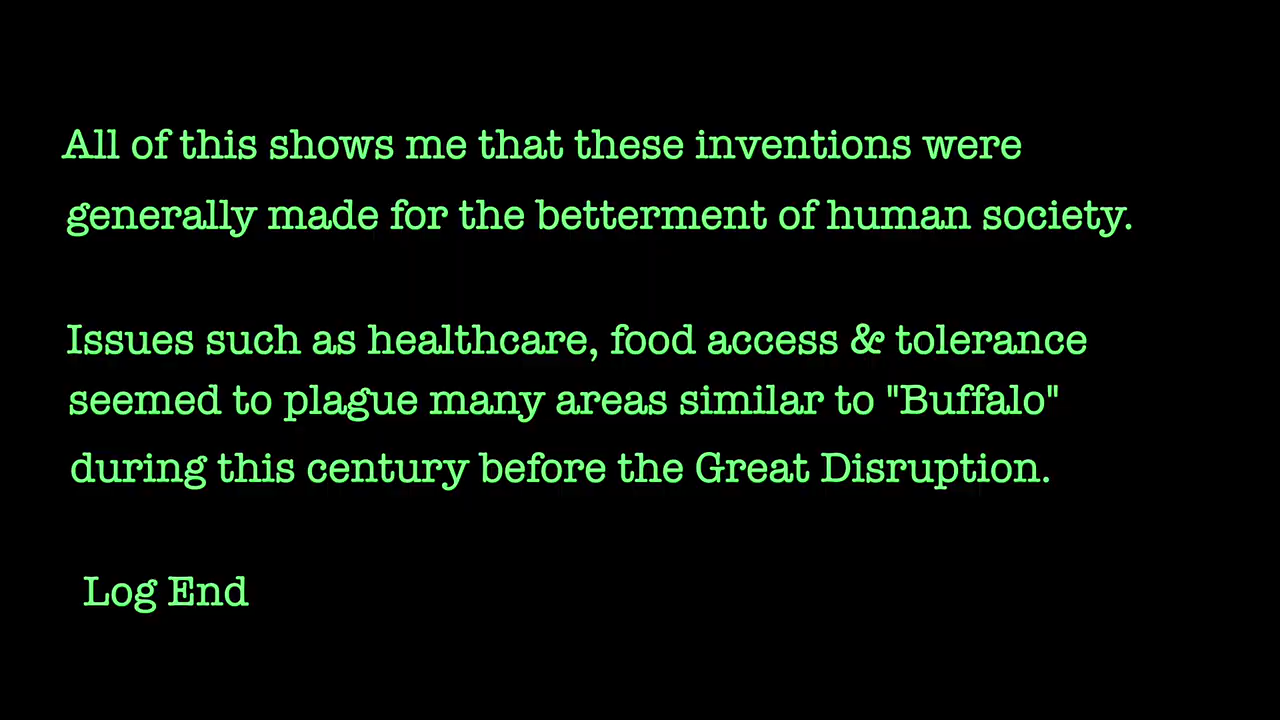 All of this shows me that these inventions were
generally made for the betterment of human society.
Issues such as healthcare, food access & tolerance
seemed to plague many areas similar to "Buffalo"
during this century before the Great Disruption.
Log End